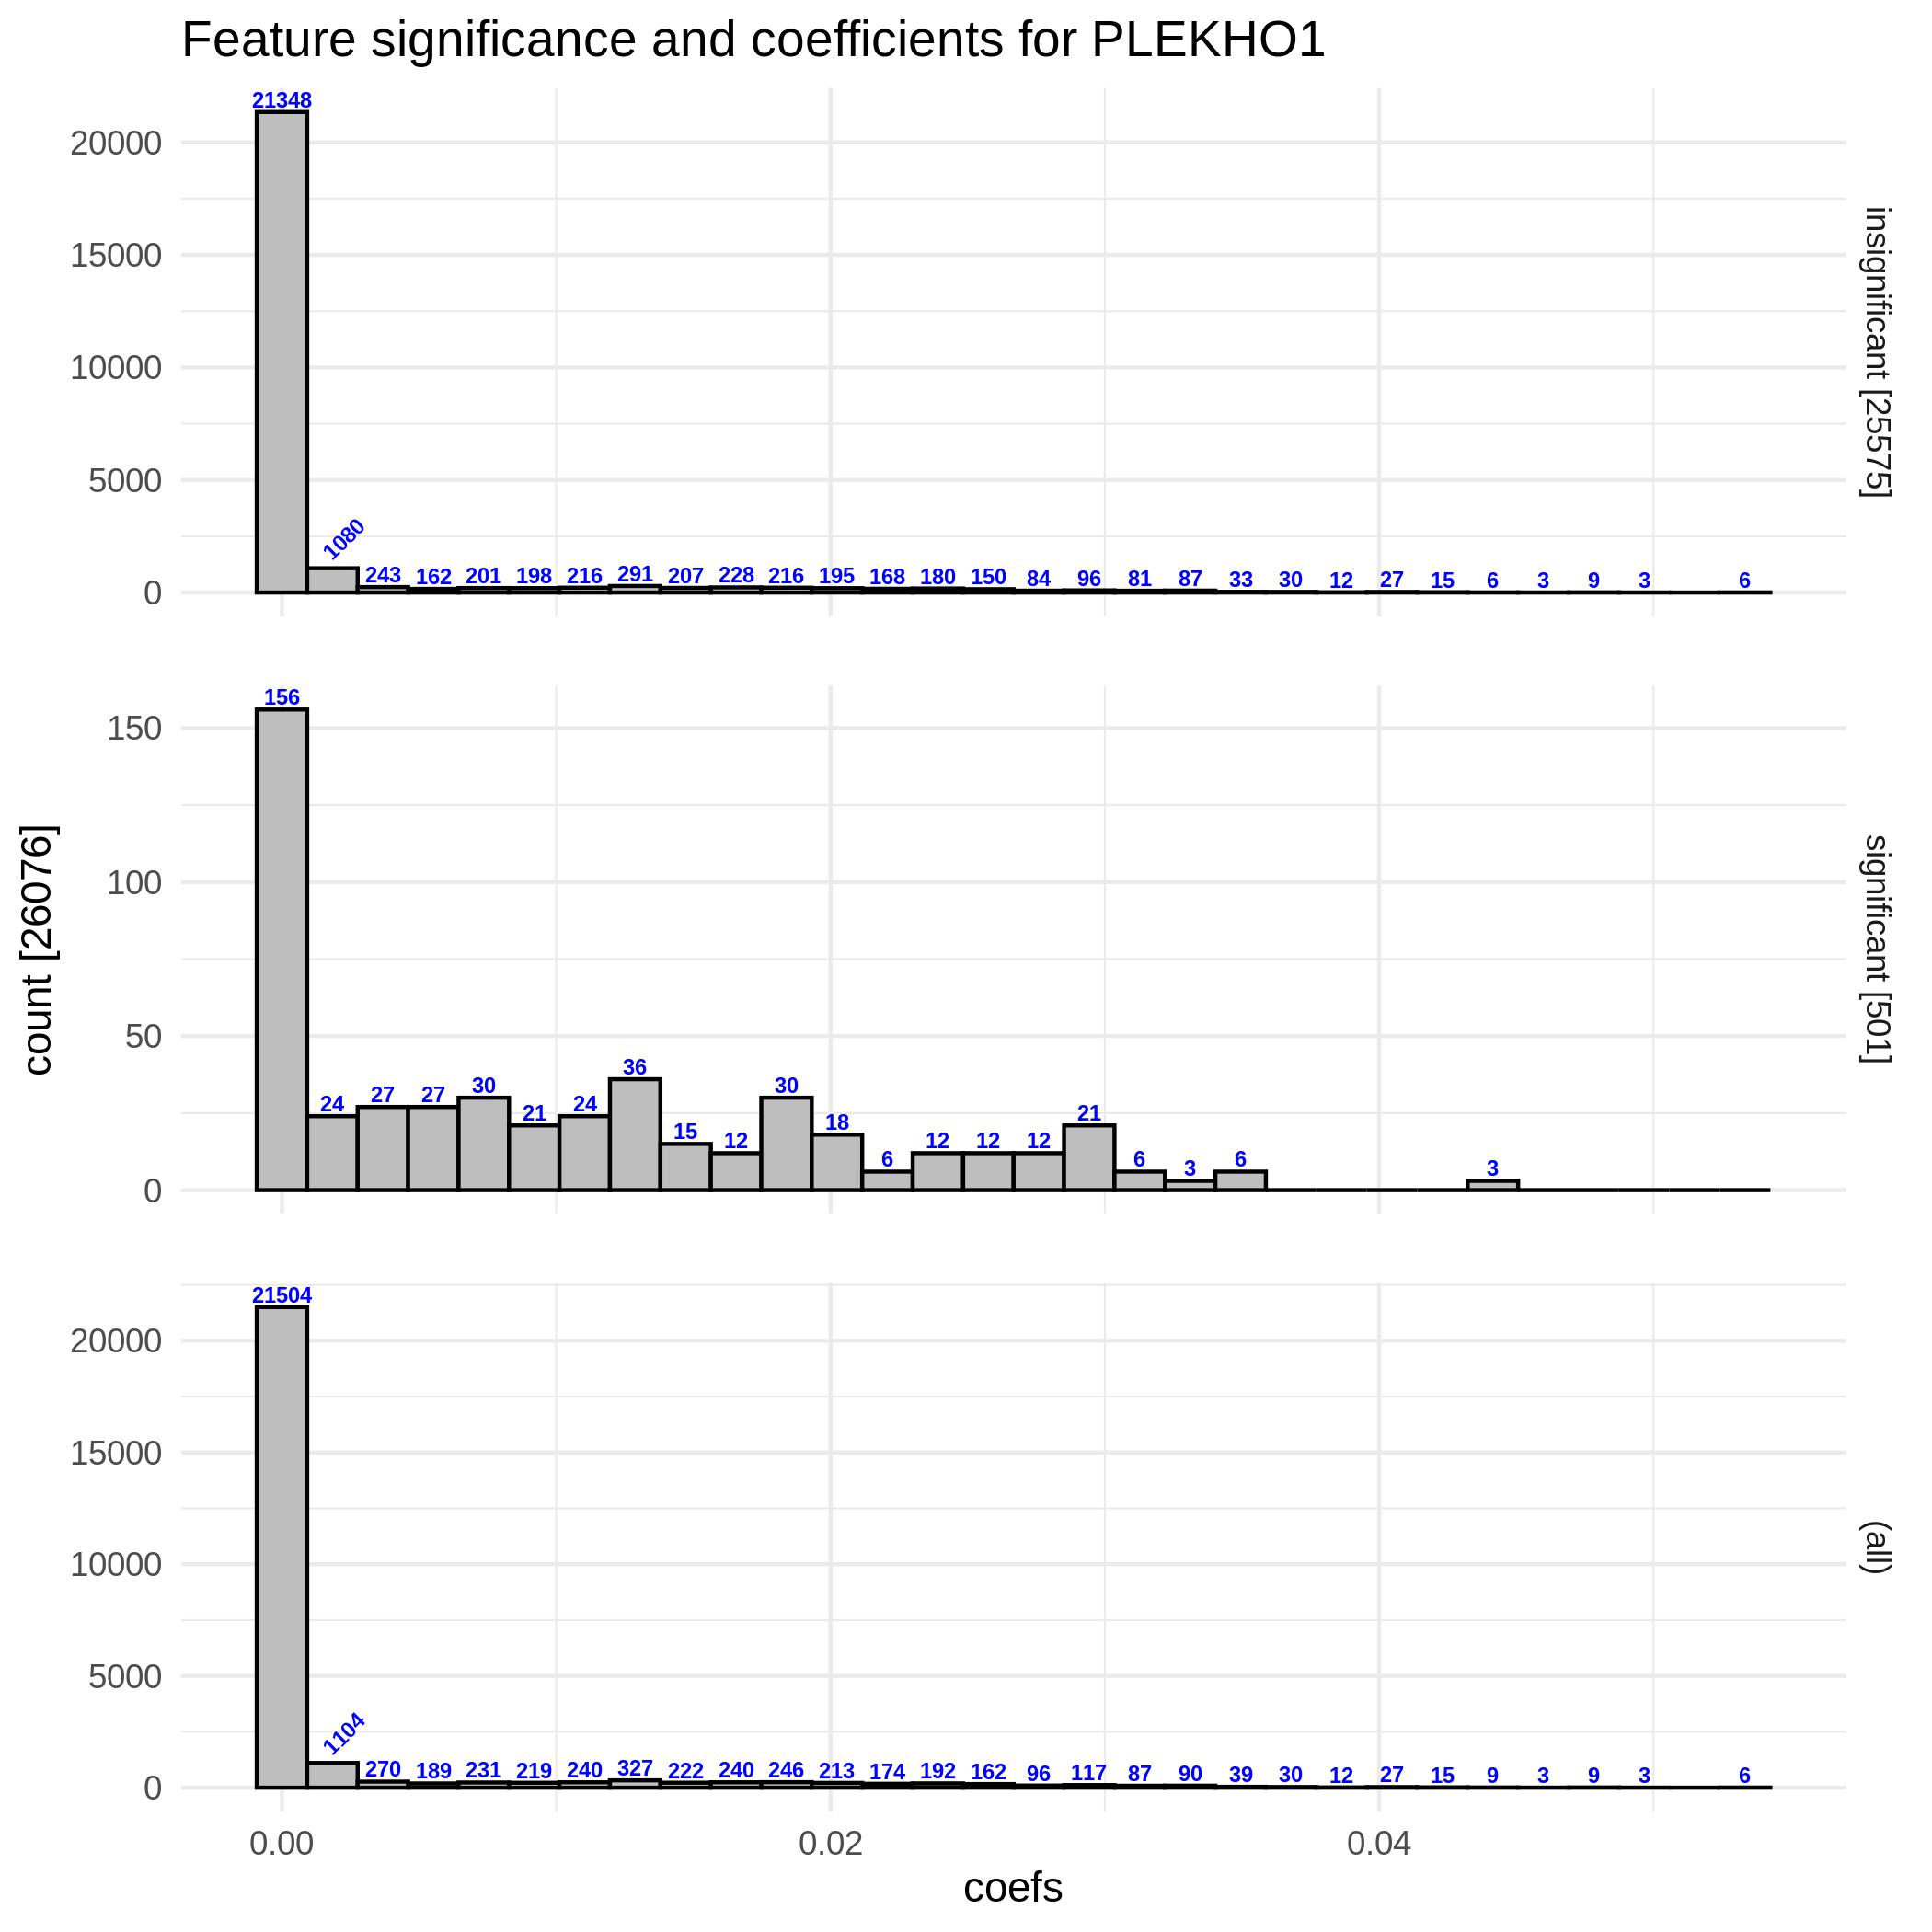 Feature significance and coefficients for PLEKHO1
21348
20000
15000
10000
5000
0
1080
243 162 201 198 216 291 207 228 216 195 168 180 150 84 96 81 87 33 30 12 27 15 6 3 9 3 6
insignificant [25575]
156
150
100
50
0
24 27 27 30 21 24 36 15 12 30 18 6 12 12 12 21 6 3 6 3
significant [501]
count [26076]
21504
20000
15000
10000
5000
0
1104
270 189 231 219 240 327 222 240 246 213 174 192 162 96 117 87 90 39 30 12 27 15 9 3 9 3 6
(all)
0.00 0.02 0.04
coefs